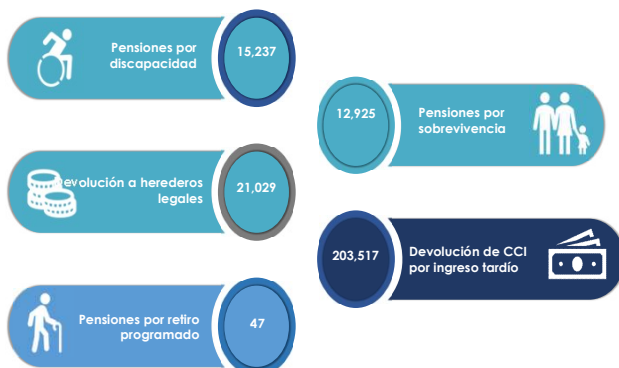 Pensiones por
discapacidad
15,237
12,925
Pensiones por
sobrevivencia
evolución a herederos
legales
21,029
203,517
Devolución de CCI
por ingreso tardío
Pensiones por retiro
programado
47